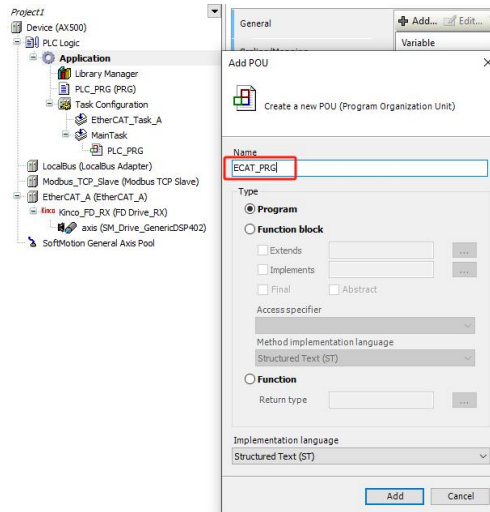 Project1
Device (AX500)
PLC Logic
Application
Library Manager
PLC_PRG (PRG)
Task Configuration
EtherCAT_Task_A
MainTask
PLC_PRG
LocalBus (LocalBus Adapter)
Modbus_TCP_Slave (Modbus TCP Slave)
EtherCAT_A (EtherCAT_A)
Kinco Kinco_FD_RX (FD Drive_RX)
axis (SM_Drive_GenericDSP402)
SoftMotion General Axis Pool
General
Add... Edit...
Variable
Add POU
Create a new POU (Program Organization Unit)
Name
ECAT_PRG
Type
Program
Function block
Extends
...
Implements
...
Final Abstract
Access specifier
Method implementation language
Structured Text (ST)
Function
Return type
...
Implementation language
Structured Text (ST)
Add Cancel